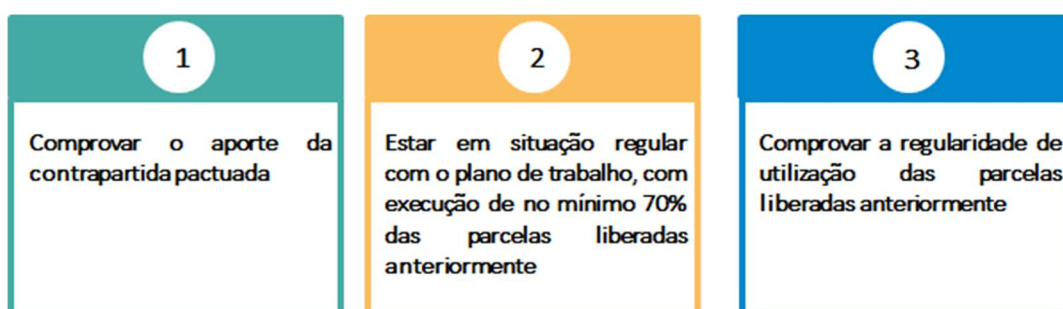 1
Comprovar o aporte da
contrapartida pactuada
2
Estar em situação regular
com o plano de trabalho, com
execução de no mínimo 70%
das parcelas liberadas
anteriormente
3
Comprovar a regularidade de
utilização das parcelas
liberadas anteriormente